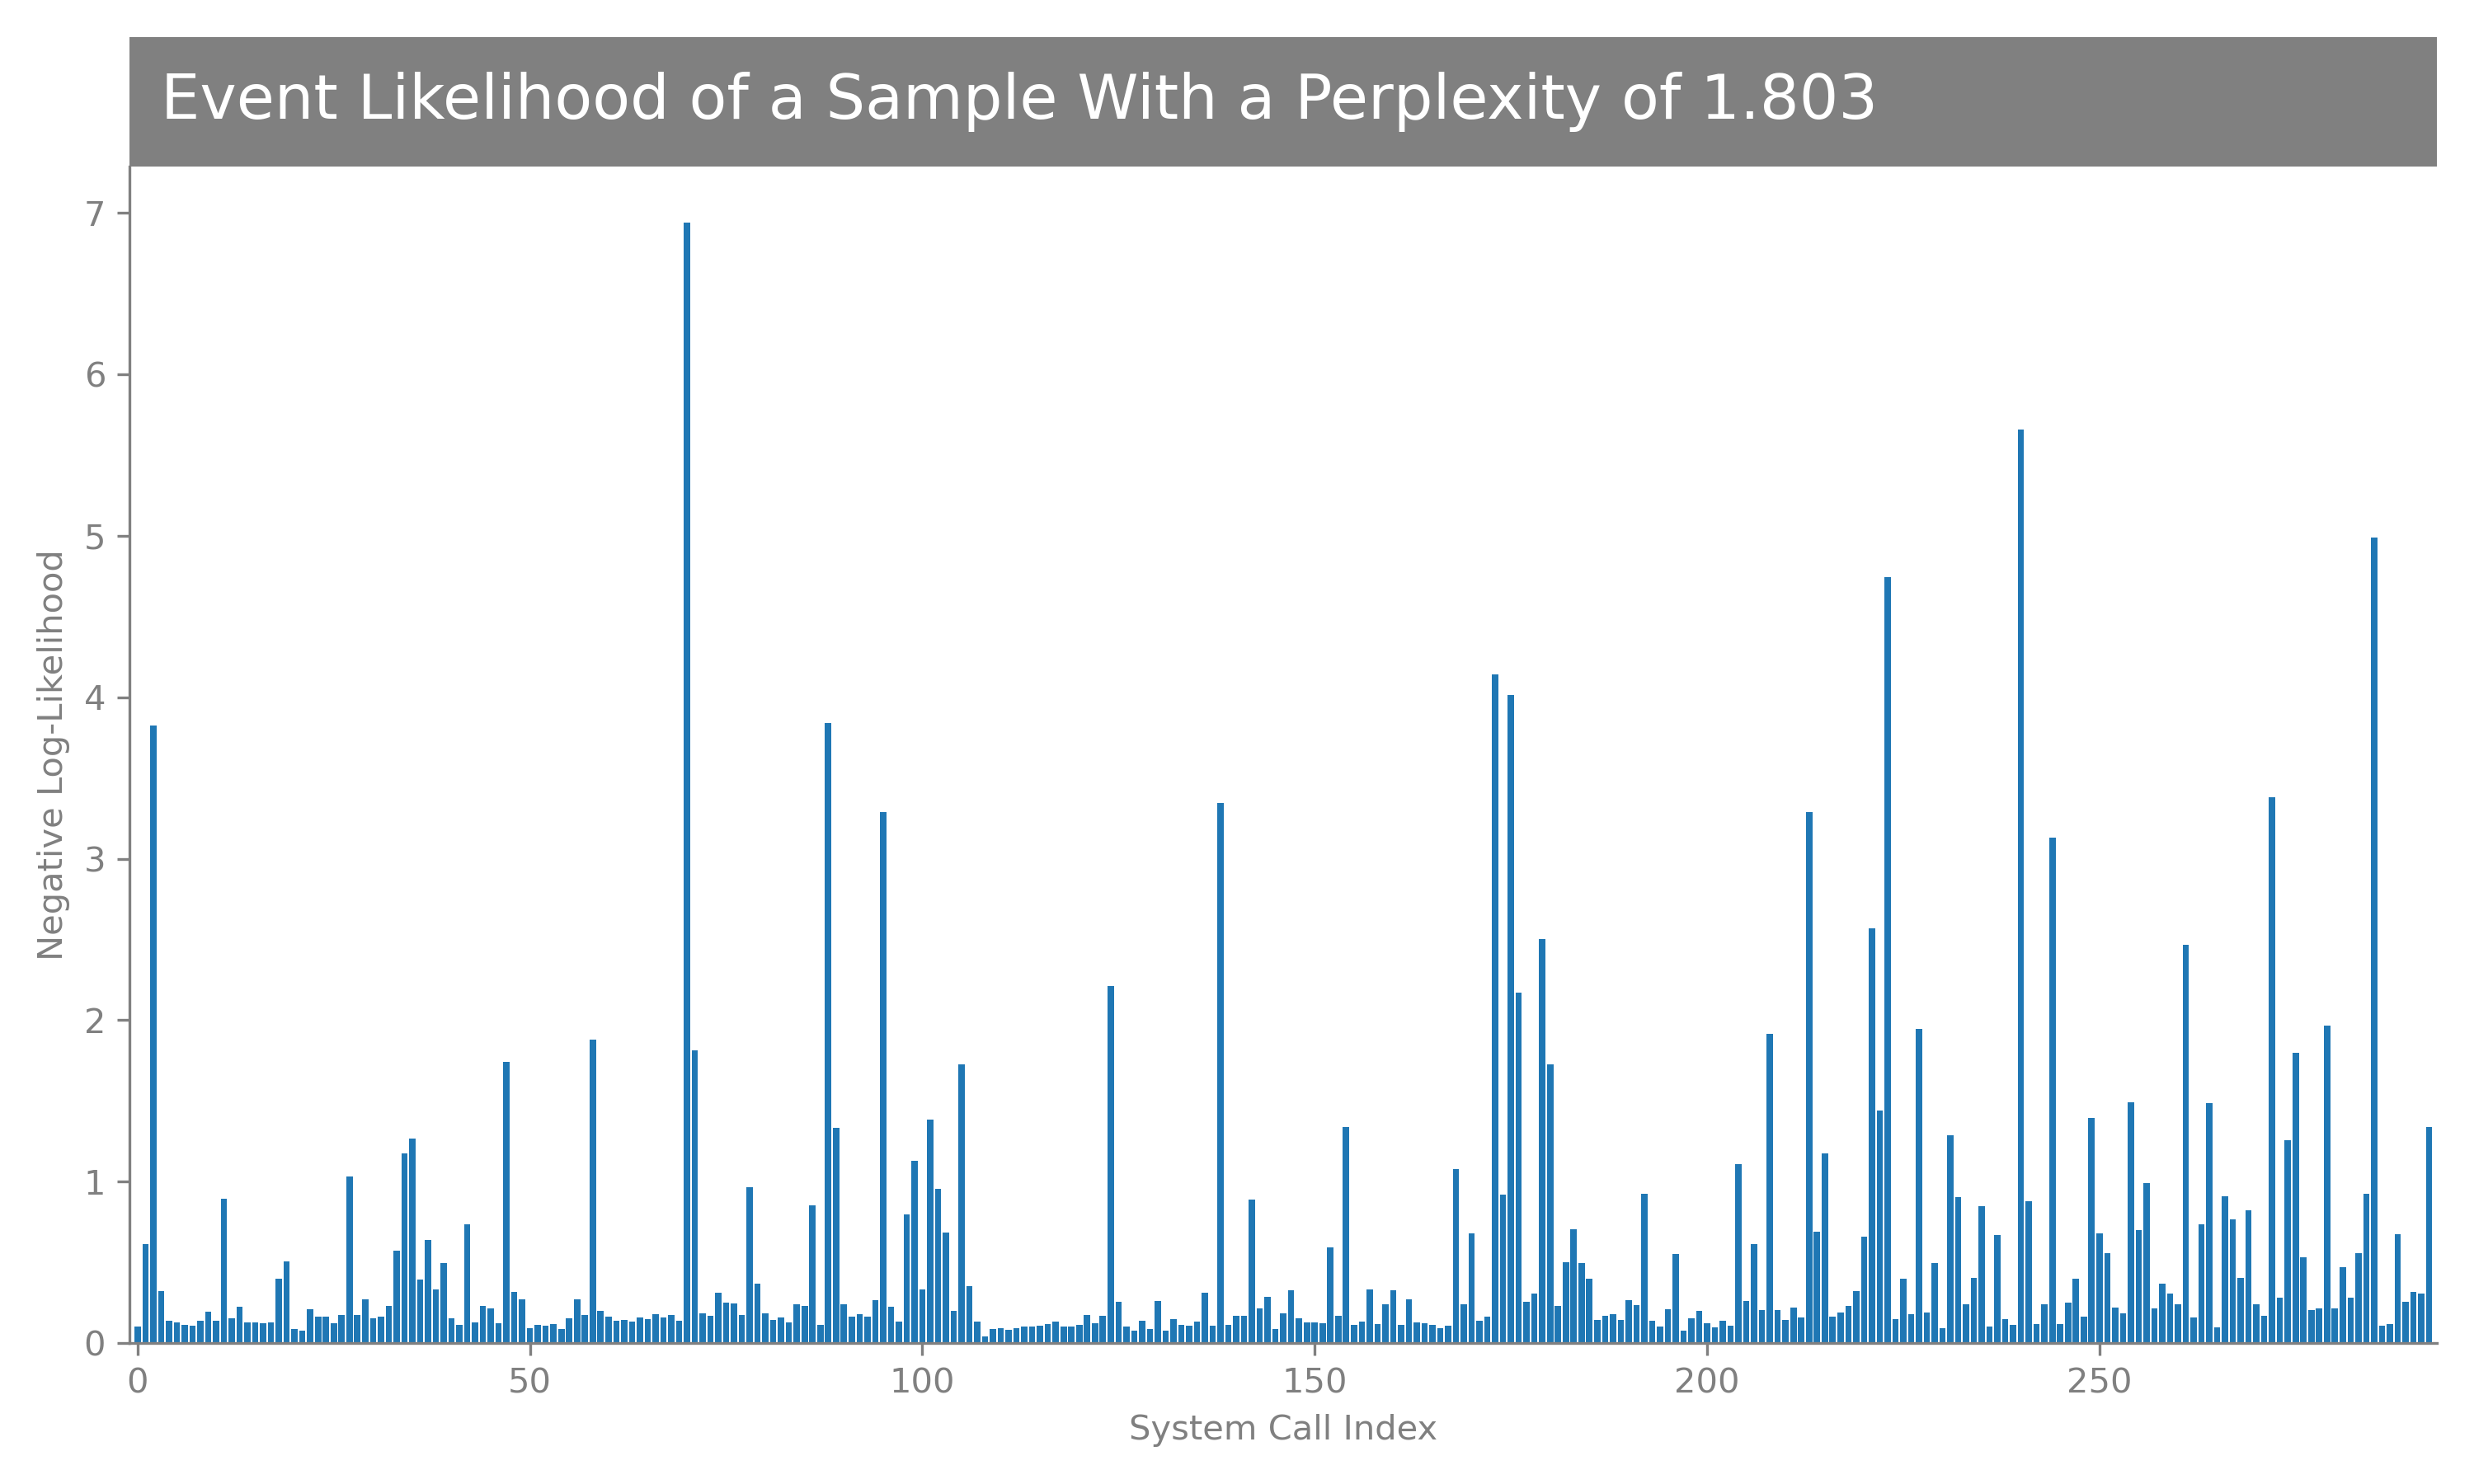 Event Likelihood of a Sample With a Perplexity of 1.803
7
6
5
4
3
2
1
0
Negative Log-Likelihood
0 50 100 150 200 250
System Call Index